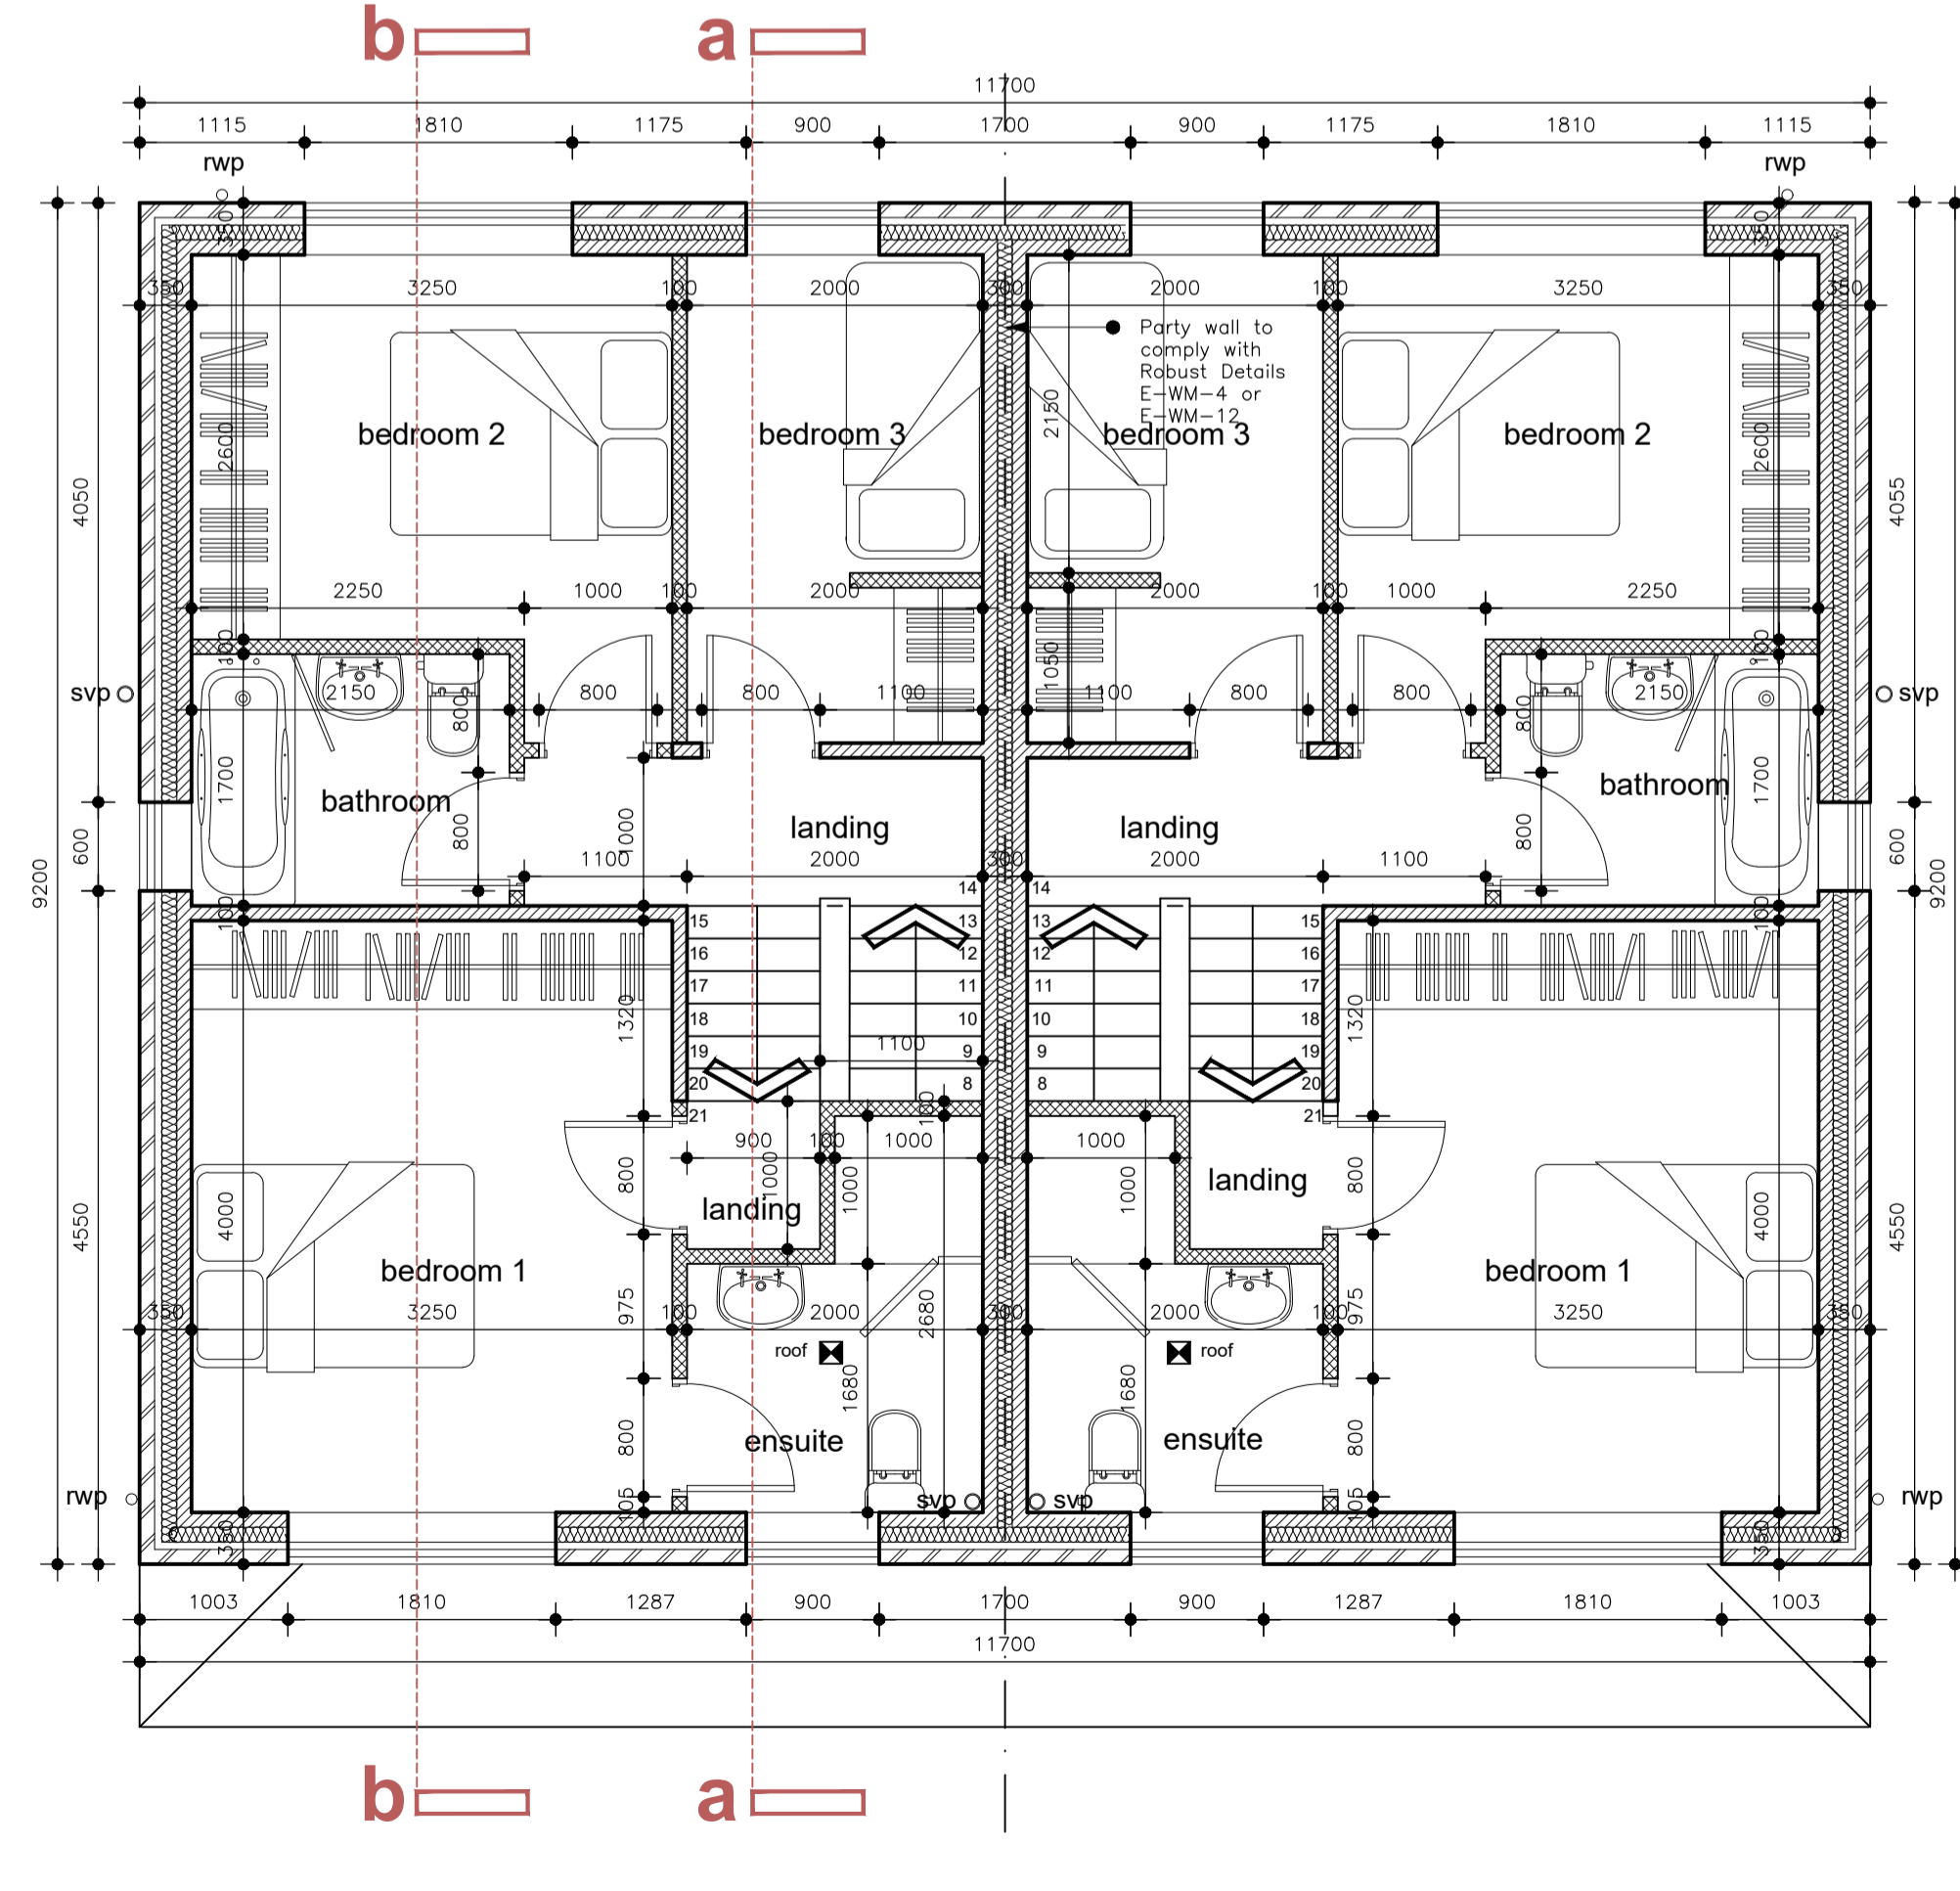 b a
11700
1115 1810 1175 900 1700 900 1175 1810 1115
rwp rwp
350 350
350 3250 100 2000 300 2000 100 3250 350
Party wall to
comply with
Robust Details
E-WM-4 or
E-WM-12
2150
bedroom 2 bedroom 3 bedroom 3 bedroom 2
2600 2600
4050 4055
2250 1000 100 2000 2000 100 1000 2250
100 1050 100
svp 2150 800 800 800 1100 1100 800 800 800 2150 svp
1700 bathroom bathroom 1700
landing landing
600 800 1000 800 600
1100 2000 300 2000 1100
9200 9200
14 14
100 15 13 13 15 100
16 12 12 16
17 11 11 17
1320 18 10 10 18 1320
1100
19 9 9 19
20 8 8 20
100
21 21
900 100 1000 1000
800 1000 1000 1000 800
landing landing
4550 4000 4000 4550
bedroom 1 bedroom 1
350 3250 975 100 2000 2680 300 2000 100 975 3250 350
roof roof
1680 1680
800 ensuite ensuite 800
rwp 105 svp svp 105 rwp
350 350
1003 1810 1287 900 1700 900 1287 1810 1003
11700
b a